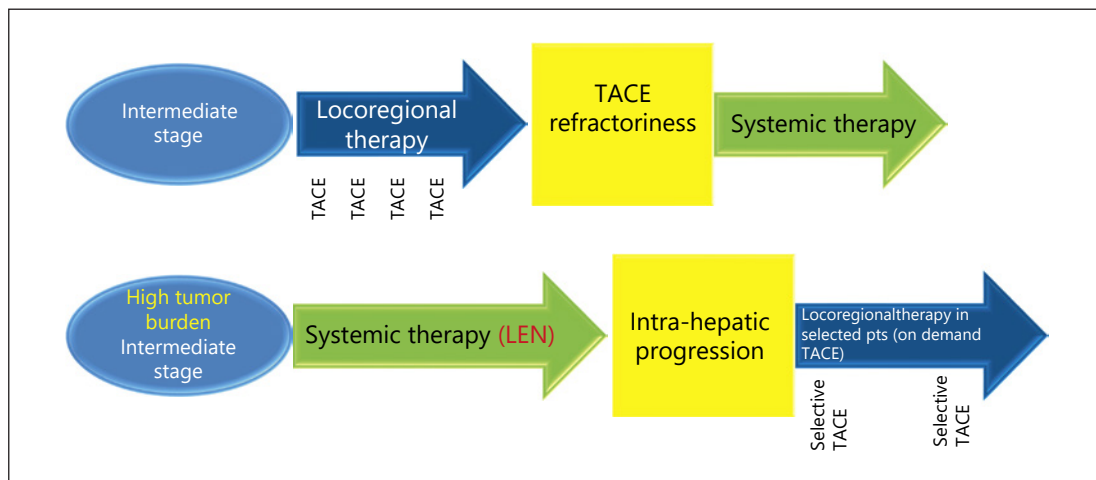 Intermediate
stage
Locoregional
therapy
TACE
TACE
TACE
TACE
TACE
refractoriness
Systemic therapy
High tumor
burden
Intermediate
stage
Systemic therapy (LEN)
Intra-hepatic
progression
Locoregionaltherapy in
selected pts (on demand
TACE)
Selective
TACE
Selective
TACE